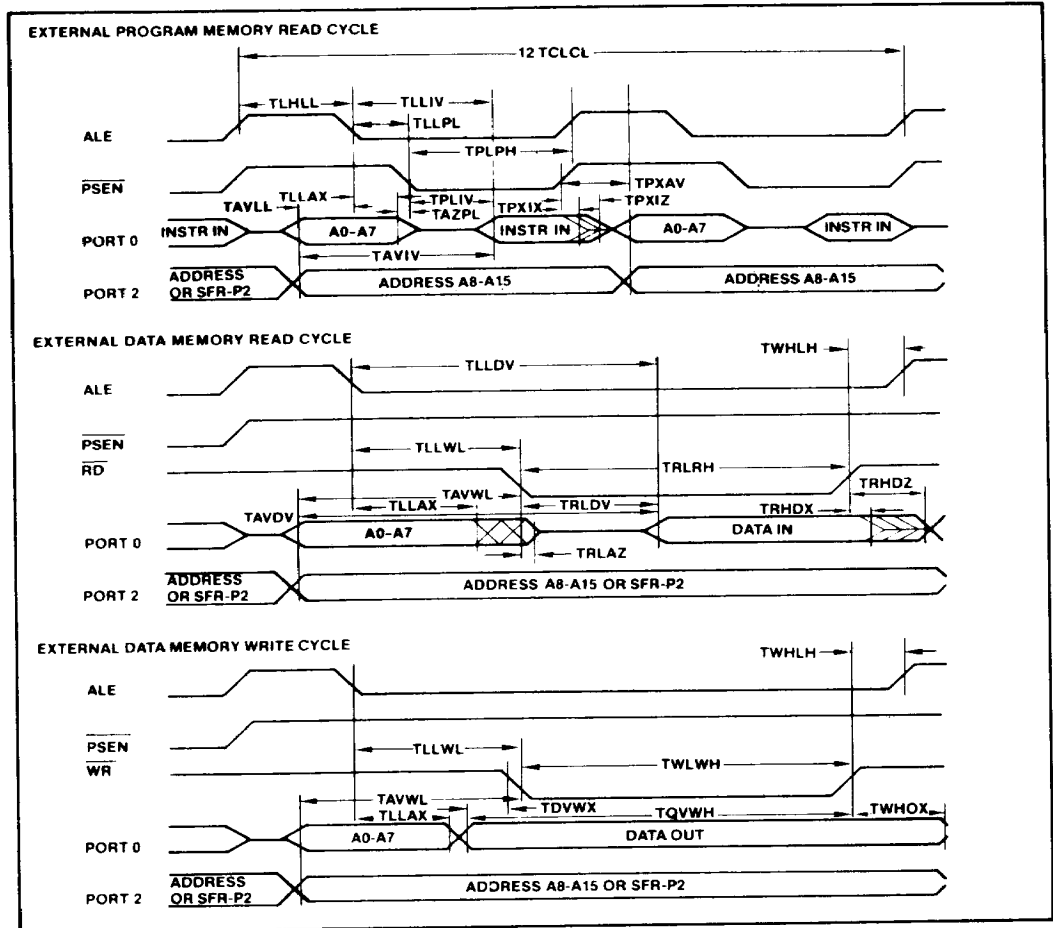 EXTERNAL PROGRAM MEMORY READ CYCLE
12 TCLCL
TLHLL
TLLIV
ALE
TLLPL
TPLPH
PSEN
TLLAX
TPLIV
TPXAV
TAVLL
TAZPL
TPXIX
TPXIZ
PORT 0
INSTR IN
A0-A7
INSTR IN
A0-A7
INSTR IN
TAVIV
PORT 2
ADDRESS
OR SFR-P2
ADDRESS A8-A15
ADDRESS A8-A15
EXTERNAL DATA MEMORY READ CYCLE
TWHLH
TLLDV
ALE
PSEN
TLLWL
RD
TRLRH
TAVWL
TRHDZ
TAVDV
TLLAX
TRLDV
TRHDX
PORT 0
A0-A7
DATA IN
TRLAZ
PORT 2
ADDRESS
OR SFR-P2
ADDRESS A8-A15 OR SFR-P2
EXTERNAL DATA MEMORY WRITE CYCLE
TWHLH
ALE
PSEN
TLLWL
WR
TWLWH
TAVWL
TDVWX
TLLAX
TQVWH
TWHOX
PORT 0
A0-A7
DATA OUT
PORT 2
ADDRESS
OR SFR-P2
ADDRESS A8-A15 OR SFR-P2